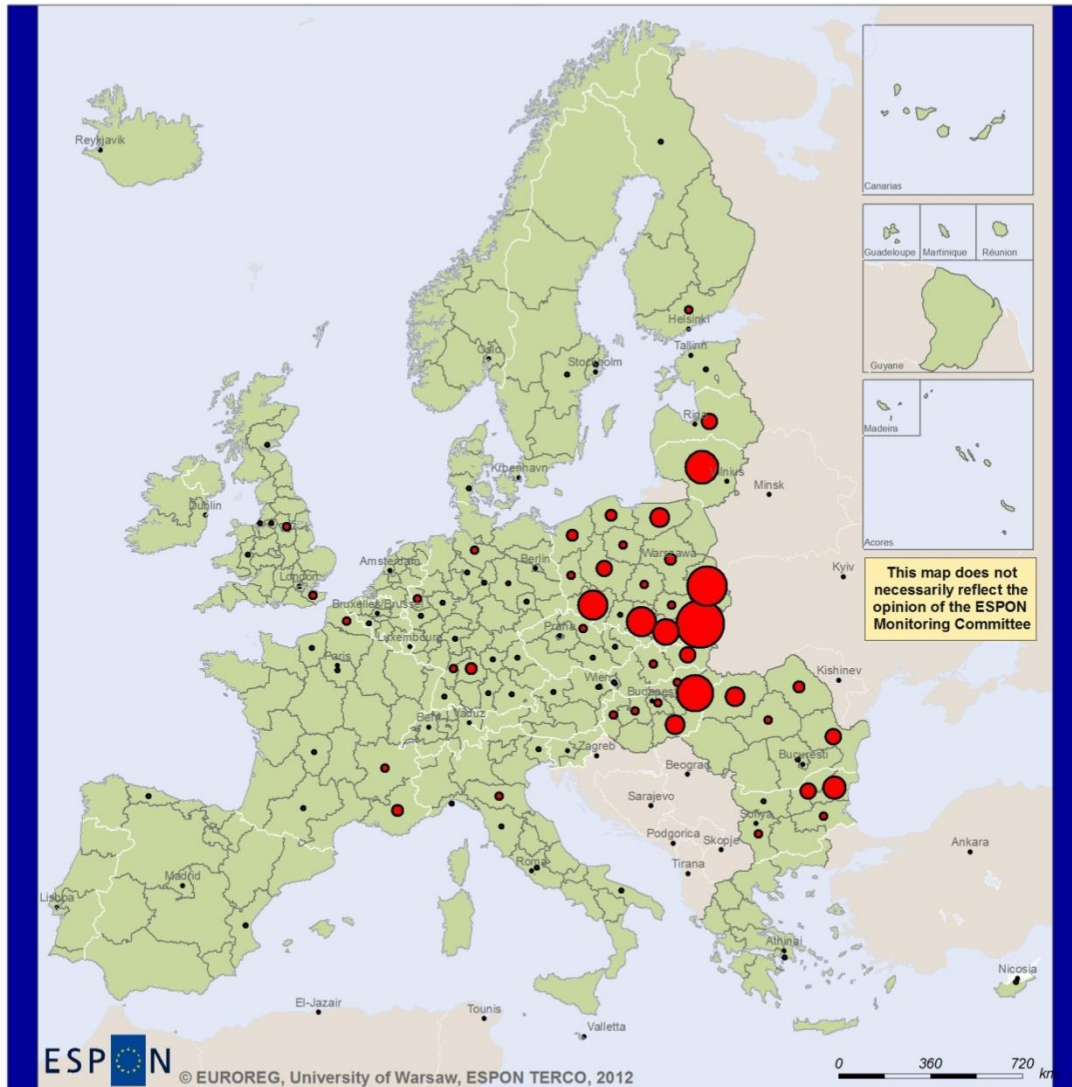 Reykjavik
Canarias
Guadeloupe
Martinique
Réunion
Helsinki
Tallinn
Oslo
Stockholm
Guyane
Riga
Madeira
København
Vilnius
Minsk
Dublin
Acores
Warszawa
Amsterdam
Berlin
London
Kyiv
This map does not
necessarily reflect the
opinion of the ESPON
Monitoring Committee
Bruxelles/Brussel
Praha
Luxembourg
Paris
Kishinev
Wien
Budapest
Bern
Vaduz
Zagreb
Bucuresti
Beograd
Sarajevo
Sofiya
Podgorica
Skopje
Ankara
Tirana
Roma
Madrid
Lisboa
Athinai
Nicosia
El-Jazair
Tounis
Valletta
ESPON
© EUROREG, University of Warsaw, ESPON TERCO, 2012
0 360 720
km